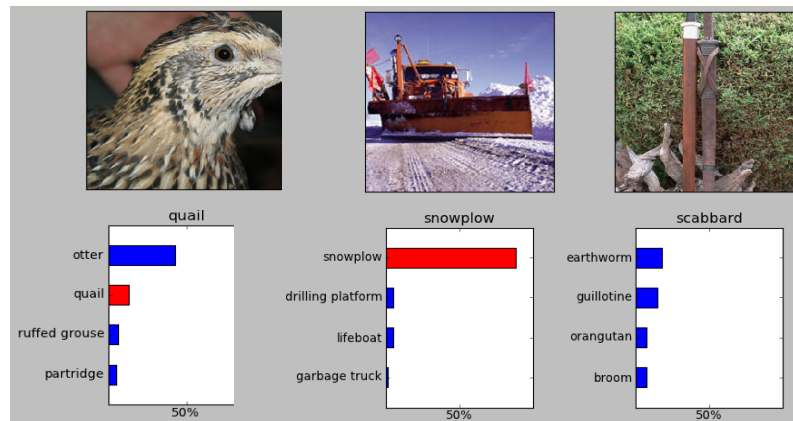 quail
otter
quail
ruffed grouse
partridge
50%
snowplow
snowplow
drilling platform
lifeboat
garbage truck
50%
scabbard
earthworm
guillotine
orangutan
broom
50%